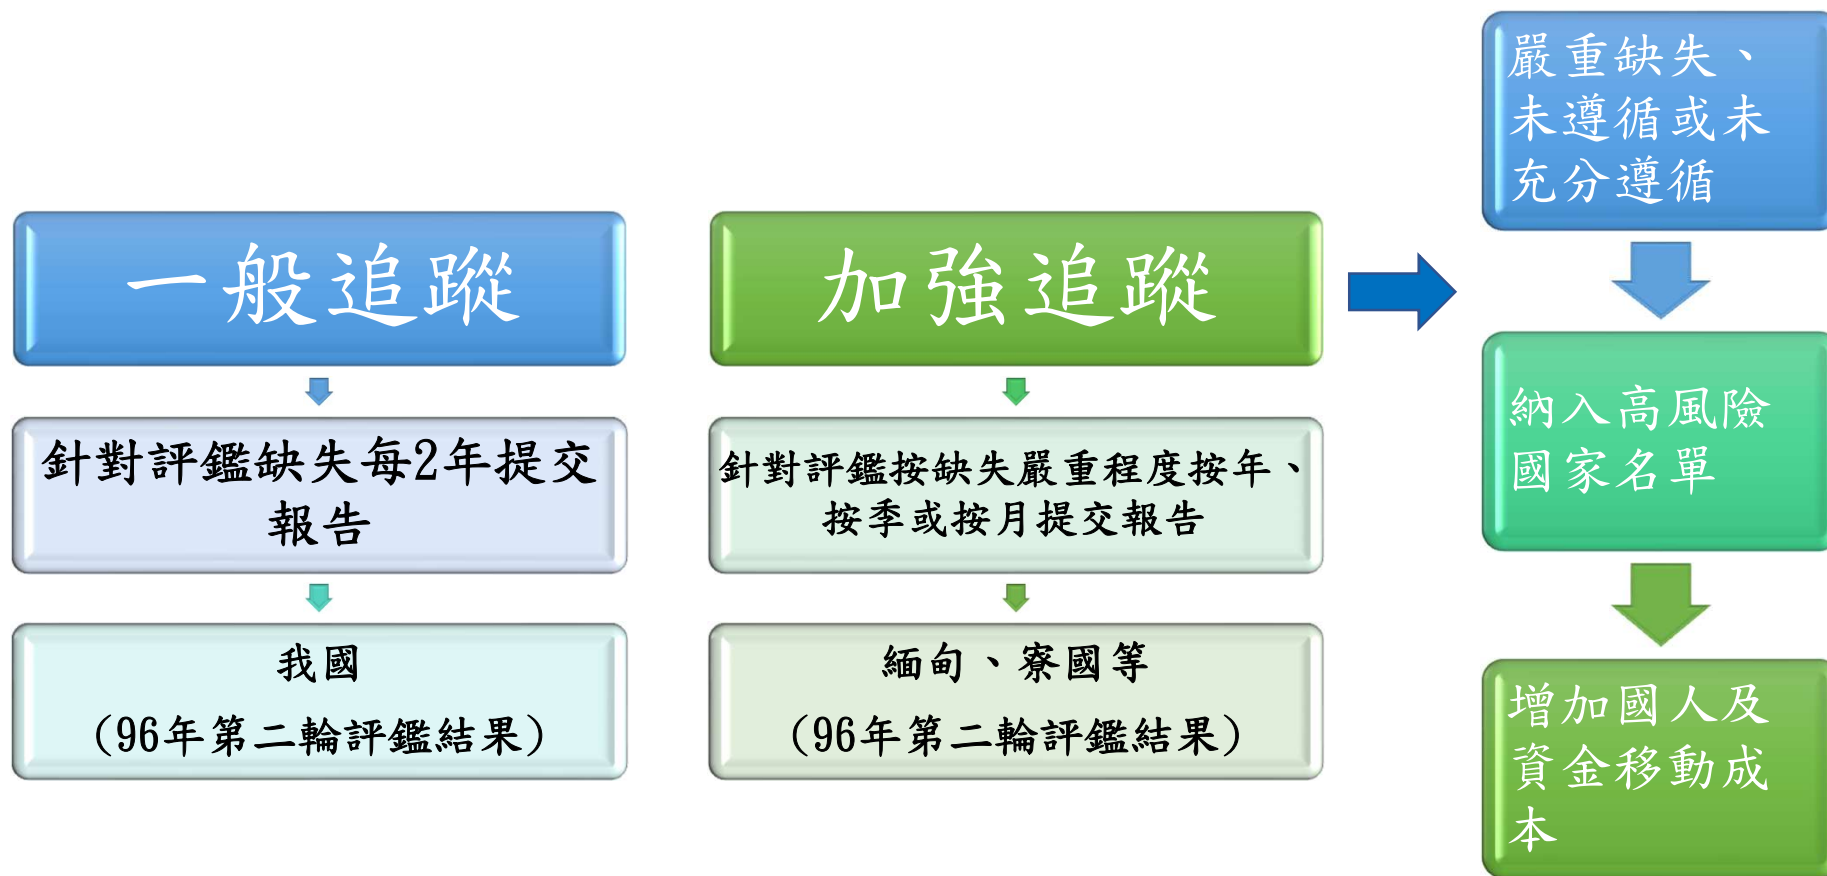 一般追蹤
針對評鑑缺失每2年提交
報告
我國
(96年第二輪評鑑結果)
加強追蹤
針對評鑑按缺失嚴重程度按年、
按季或按月提交報告
緬甸、寮國等
(96年第二輪評鑑結果)
嚴重缺失、
未遵循或未
充分遵循
納入高風險
國家名單
增加國人及
資金移動成
本